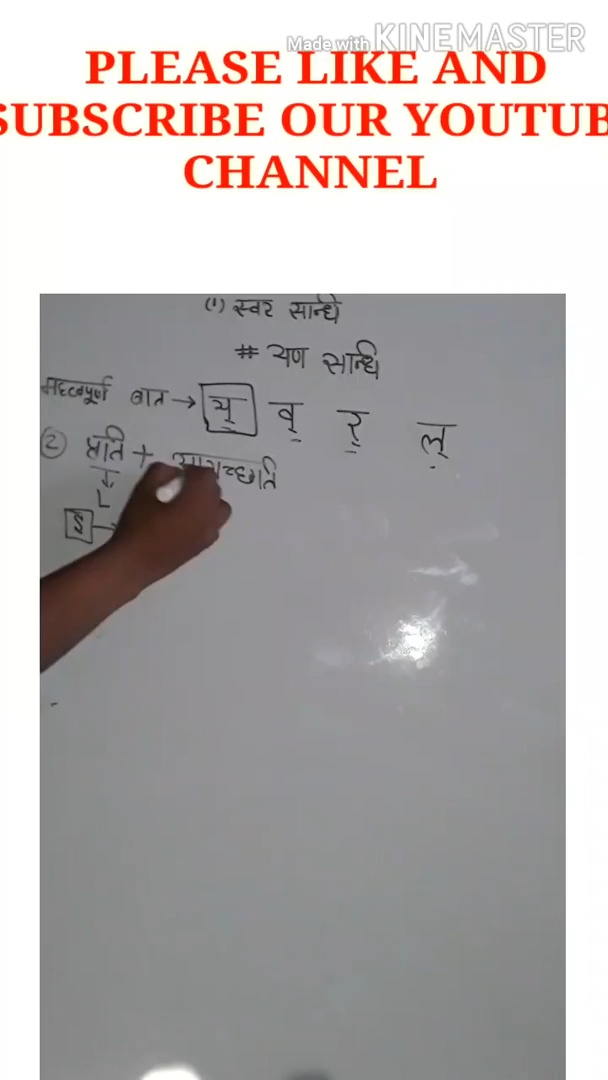 Made with KINEMASTER
PLEASE LIKE AND
SUBSCRIBE OUR YOUTUB
CHANNEL
(1) स्वर सन्धि
# यण सन्धि
महत्वपूर्ण बात → य् व् र् ल्
② प्रति +
इ →